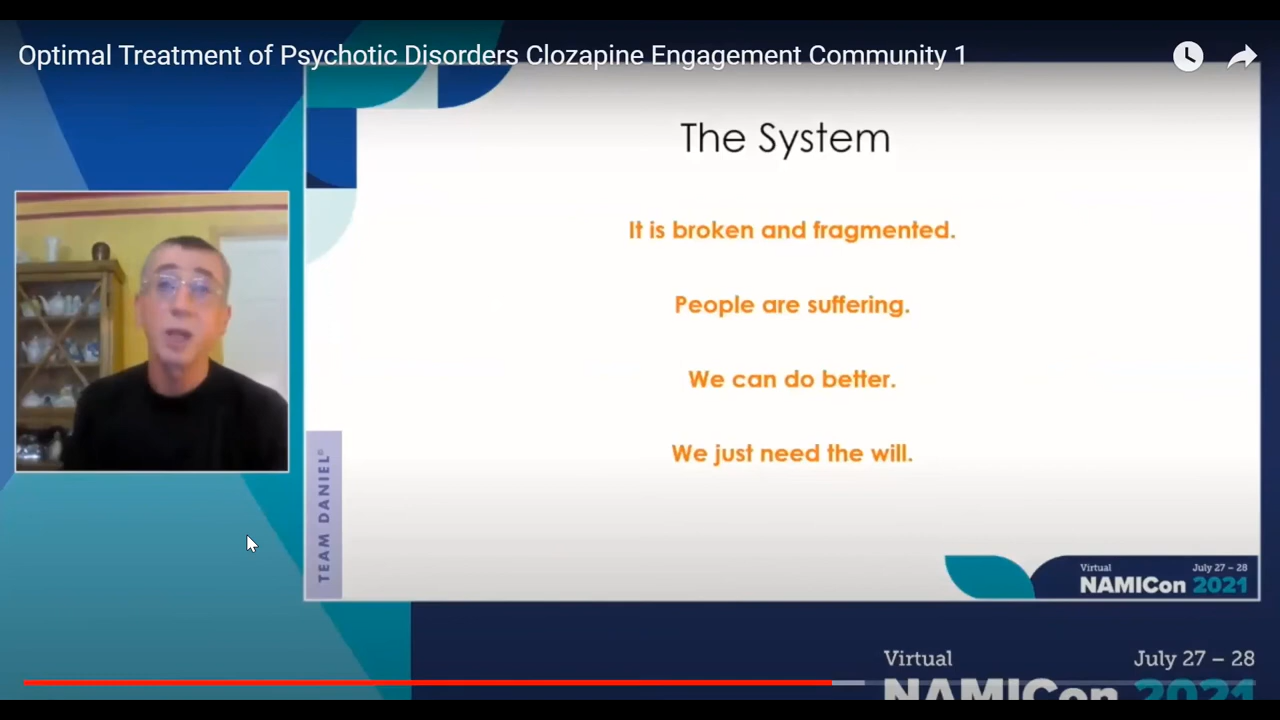 Optimal Treatment of Psychotic Disorders Clozapine Engagement Community 1
The System
It is broken and fragmented.
People are suffering.
We can do better.
We just need the will.
TEAM DANIEL®
Virtual July 27 – 28
NAMICon 2021
Virtual July 27 – 28
NAMICon 2021